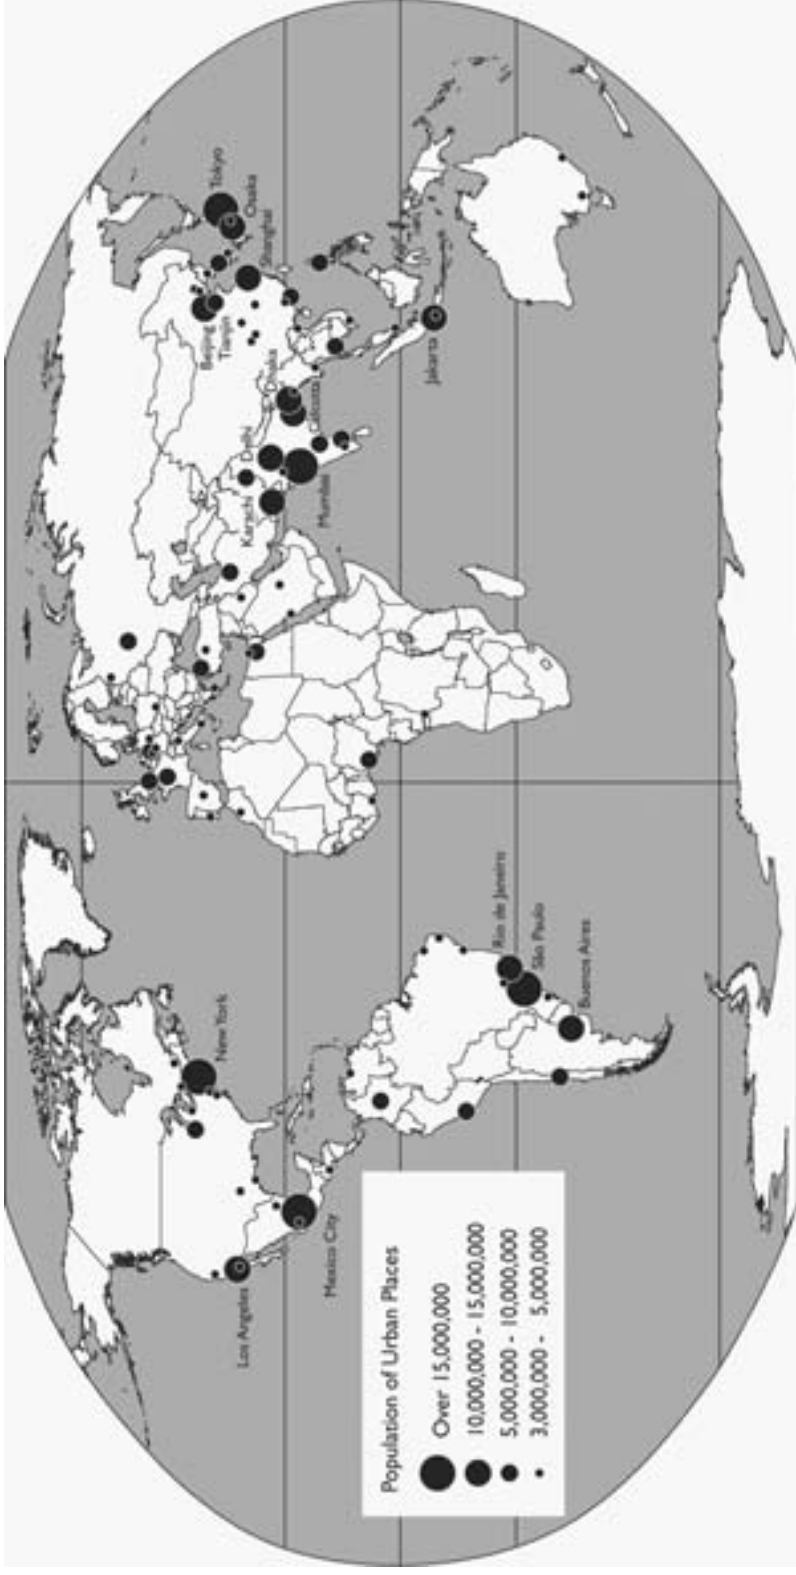 Tokyo
Osaka
Shanghai
Beijing
Tianjin
Dhaka
Calcutta
Delhi
Karachi
Mumbai
Jakarta
New York
Los Angeles
Mexico City
Rio de Janeiro
São Paulo
Buenos Aires
Population of Urban Places
Over 15,000,000
10,000,000 - 15,000,000
5,000,000 - 10,000,000
3,000,000 - 5,000,000